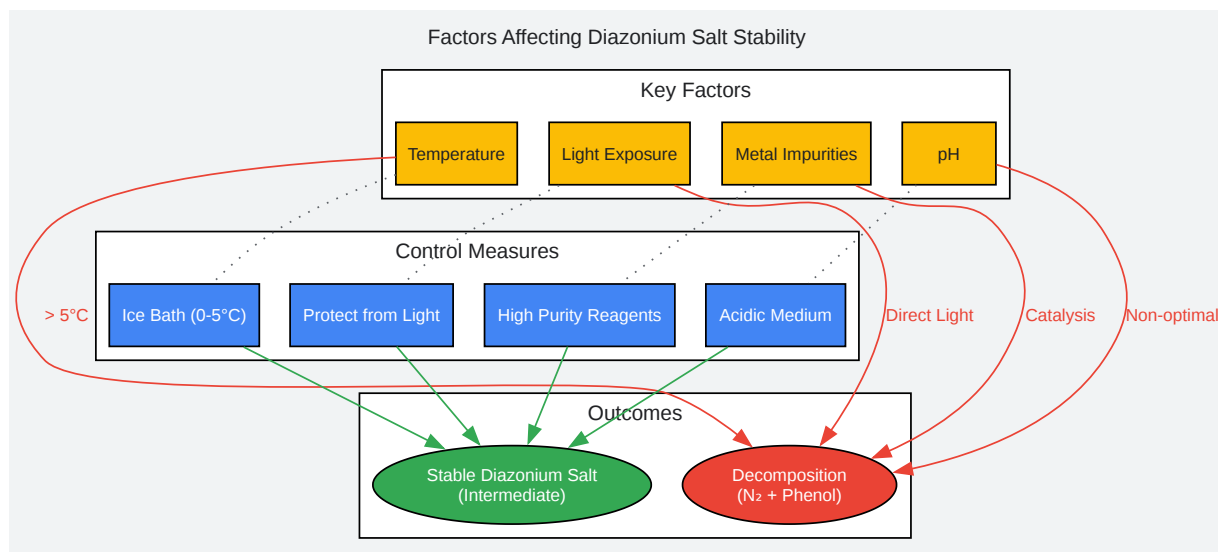 Factors Affecting Diazonium Salt Stability
Key Factors
Temperature
Light Exposure
Metal Impurities
pH
Control Measures
> 5°C
Ice Bath (0-5°C)
Protect from Light
High Purity Reagents
Acidic Medium
Direct Light
Catalysis
Non-optimal
Outcomes
Stable Diazonium Salt
(Intermediate)
Decomposition
(N₂ + Phenol)